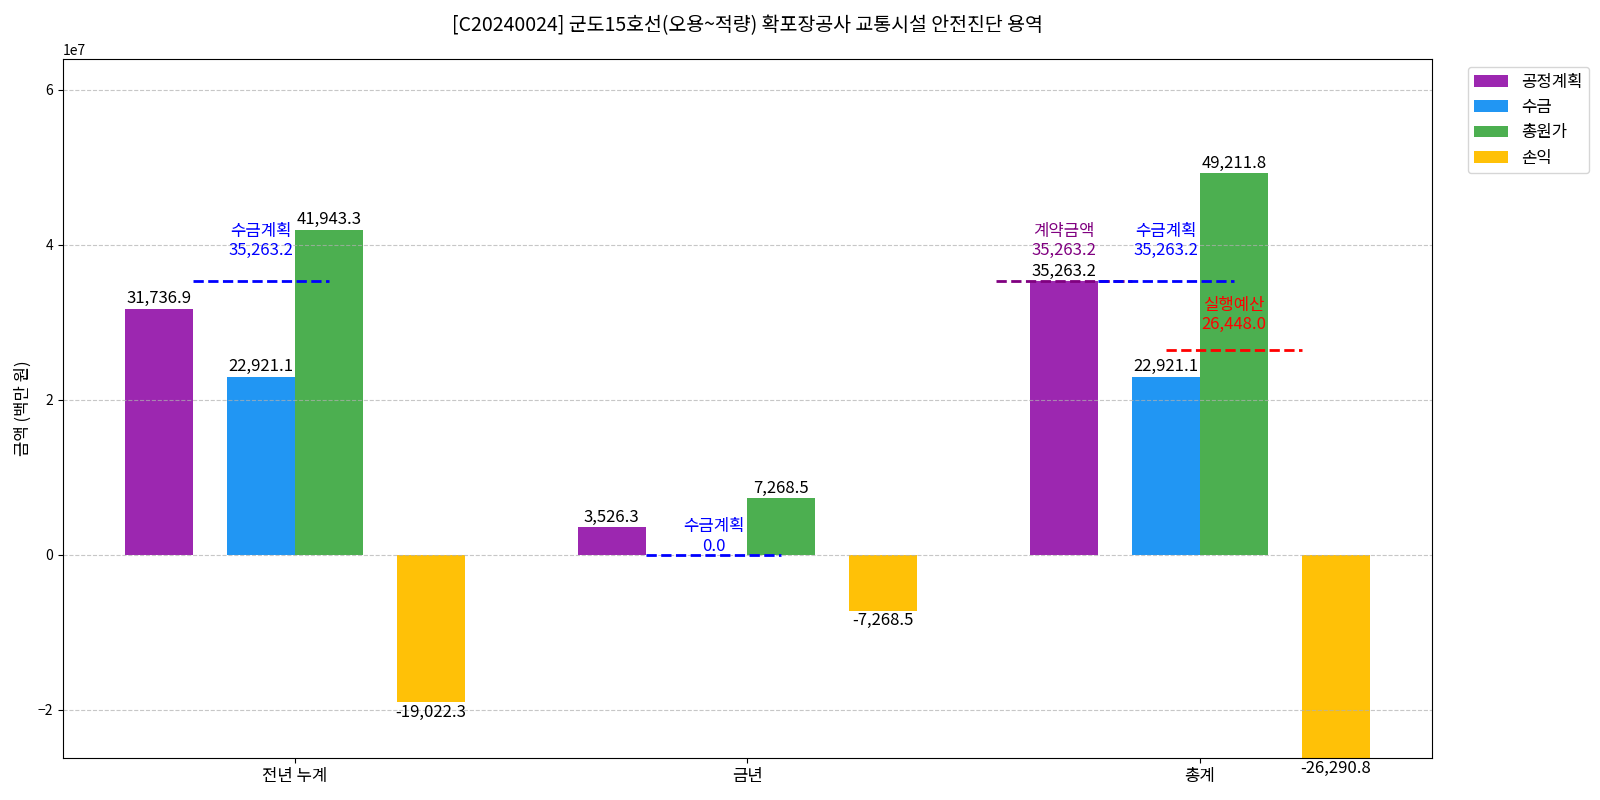 [C20240024] 군도15호선(오용~적량) 확포장공사 교통시설 안전진단 용역
1e7
6
4
2
0
−2
금액 (백만 원)
공정계획
수금
총원가
손익
31,736.9
수금계획
35,263.2
22,921.1
41,943.3
-19,022.3
3,526.3
수금계획
0.0
7,268.5
-7,268.5
계약금액
35,263.2
35,263.2
수금계획
35,263.2
22,921.1
49,211.8
실행예산
26,448.0
-26,290.8
전년 누계
금년
총계